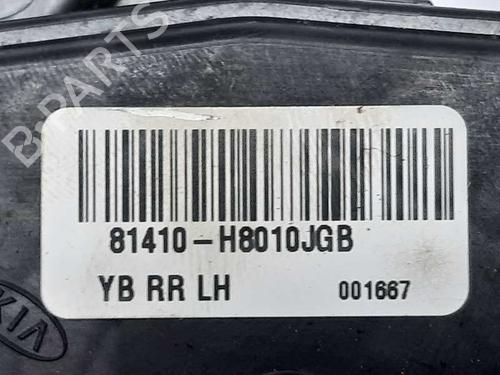 B-PARTS
81410-H8010JGB
YB RR LH 001667
KIA